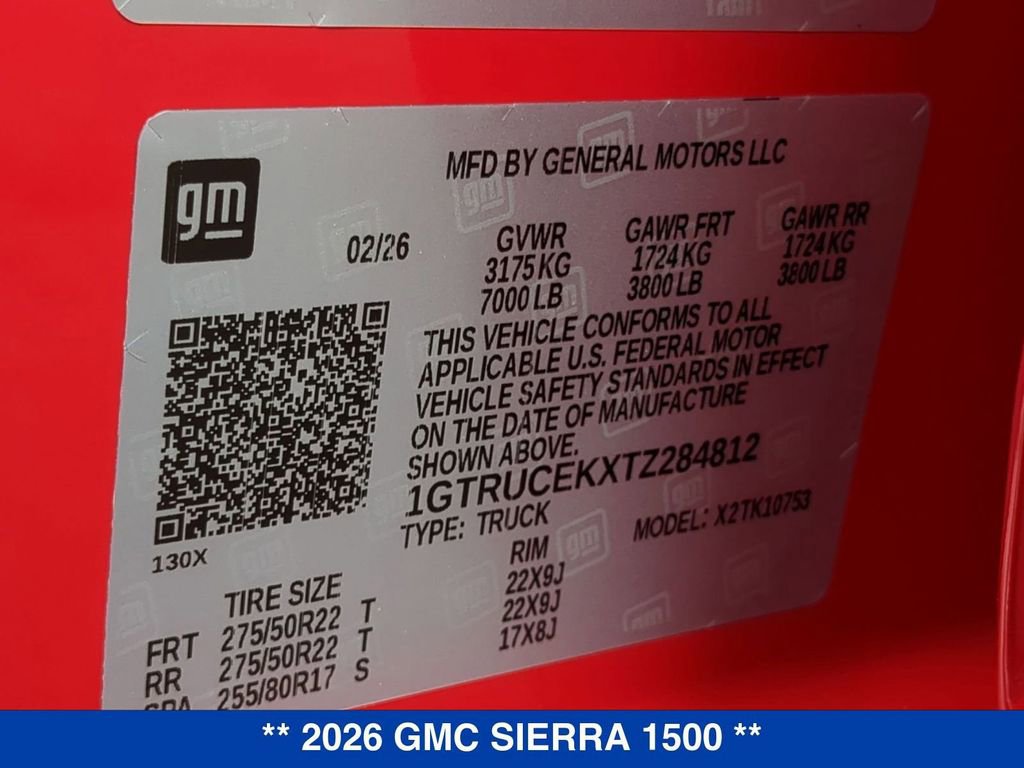 MFD BY GENERAL MOTORS LLC
gm
02/26
GVWR GAWR FRT GAWR RR
3175 KG 1724 KG 1724 KG
7000 LB 3800 LB 3800 LB
THIS VEHICLE CONFORMS TO ALL
APPLICABLE U.S. FEDERAL MOTOR
VEHICLE SAFETY STANDARDS IN EFFECT
ON THE DATE OF MANUFACTURE
SHOWN ABOVE.
1GTRUCEKXTZ284812
TYPE: TRUCK MODEL: X2TK10753
130X
TIRE SIZE RIM
FRT 275/50R22 T 22X9J
RR 275/50R22 T 22X9J
SPA 255/80R17 S 17X8J
** 2026 GMC SIERRA 1500 **